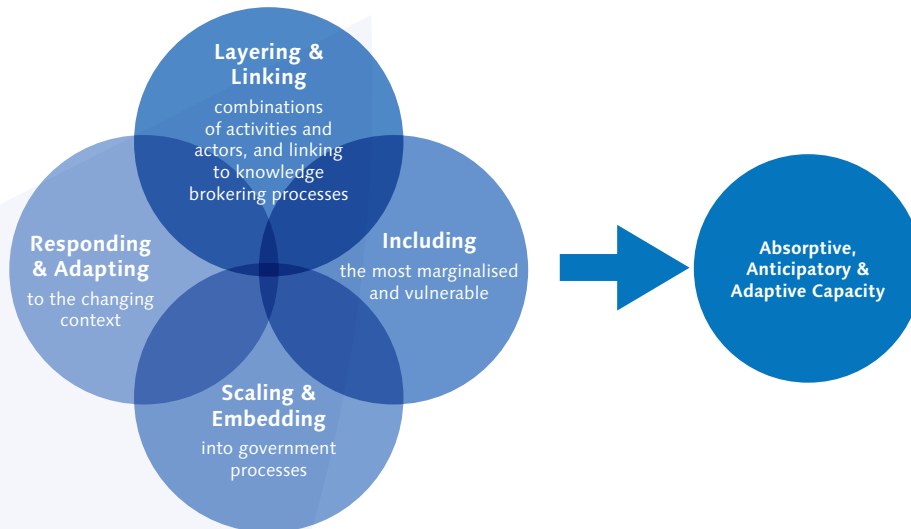 Layering &
Linking
combinations
of activities and
actors, and linking
to knowledge
brokering processes
Responding
& Adapting
to the changing
context
Including
the most marginalised
and vulnerable
Scaling &
Embedding
into government
processes
Absorptive,
Anticipatory &
Adaptive Capacity